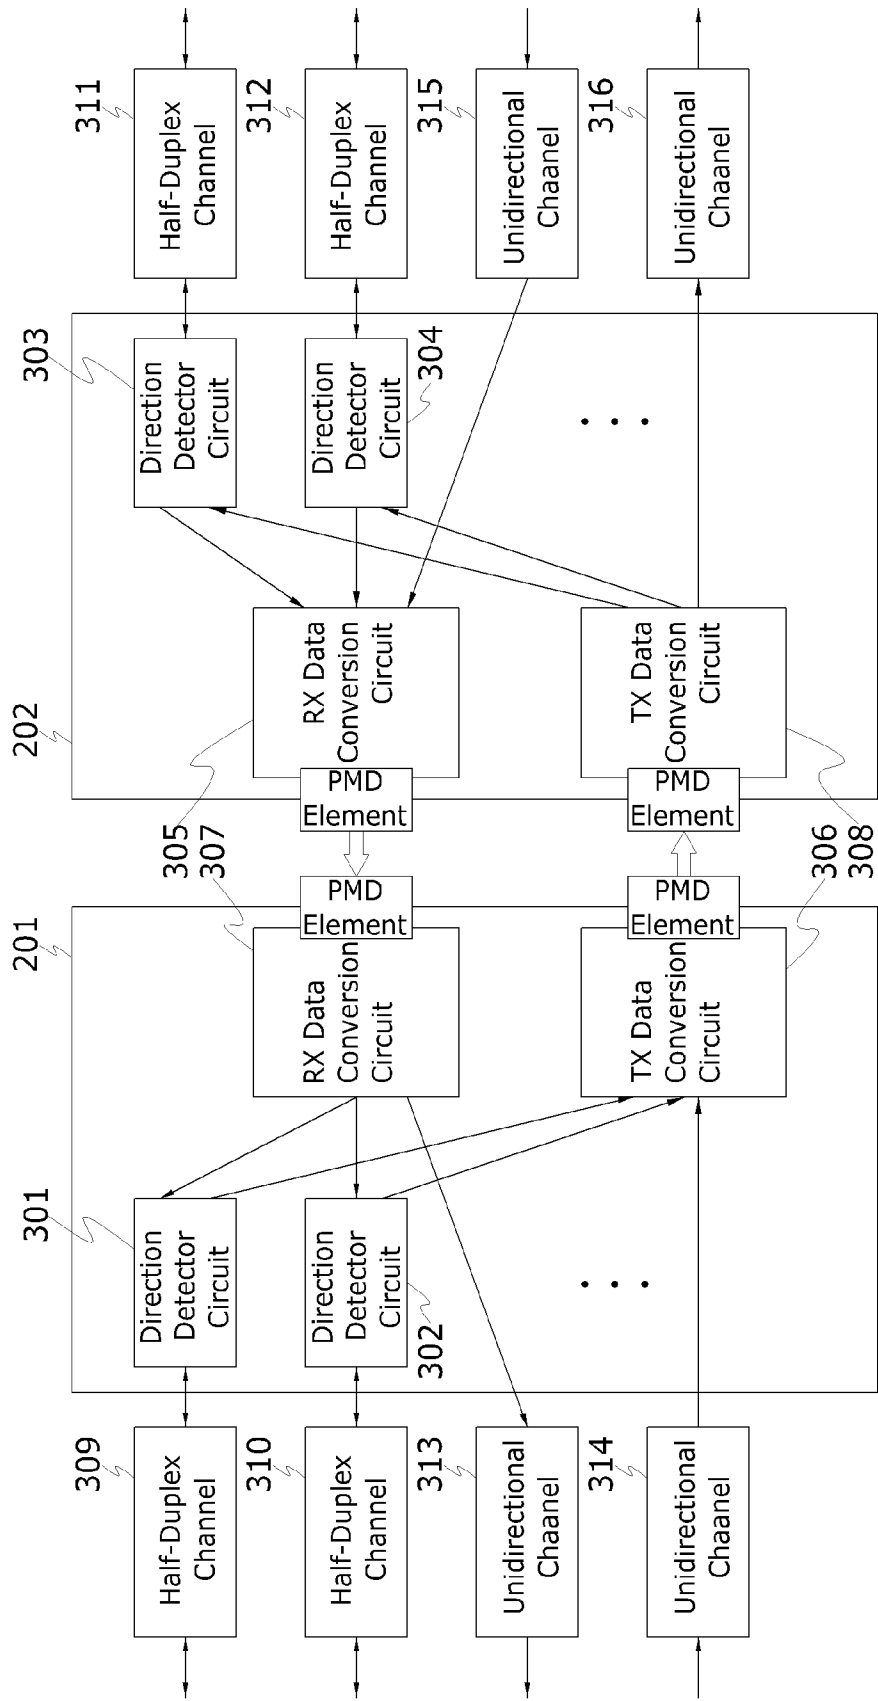 301
201
202
303
309
311
Half-Duplex
Channel
Direction
Detector
Circuit
Direction
Detector
Circuit
Half-Duplex
Channel
305
307
310
312
Half-Duplex
Channel
Direction
Detector
Circuit
RX Data
Conversion
Circuit
PMD
Element
PMD
Element
RX Data
Conversion
Circuit
Direction
Detector
Circuit
Half-Duplex
Channel
313
302
304
315
Unidirectional
Chaanel
Unidirectional
Chaanel
314
316
Unidirectional
Chaanel
TX Data
Conversion
Circuit
PMD
Element
PMD
Element
TX Data
Conversion
Circuit
Unidirectional
Chaanel
306
308